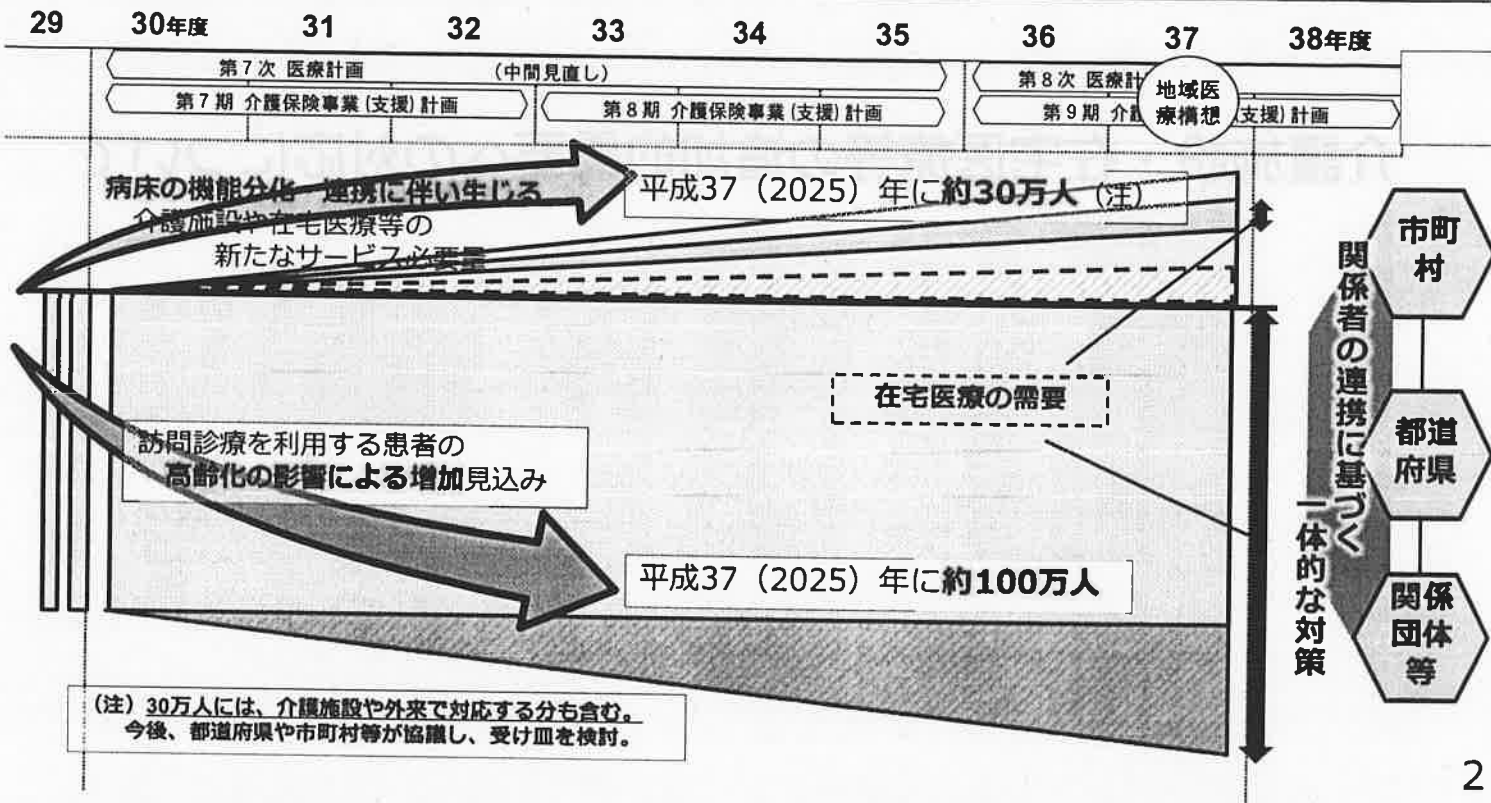 29 30年度 31 32 33 34 35 36 37 38年度
第7次 医療計画 (中間見直し)
第8次 医療計
第7期 介護保険事業(支援)計画
第8期 介護保険事業(支援)計画
第9期 介護 (支援)計画
地域医
療構想
病床の機能分化・連携に伴い生じる
介護施設や在宅医療等の
新たなサービス必要量
平成37（2025）年に約30万人（注）
在宅医療の需要
訪問診療を利用する患者の
高齢化の影響による増加見込み
平成37（2025）年に約100万人
（注）30万人には、介護施設や外来で対応する分も含む。
今後、都道府県や市町村等が協議し、受け皿を検討。
関係者の連携に基づく
一体的な対策
市町
村
都道
府県
関係
団体
等
2